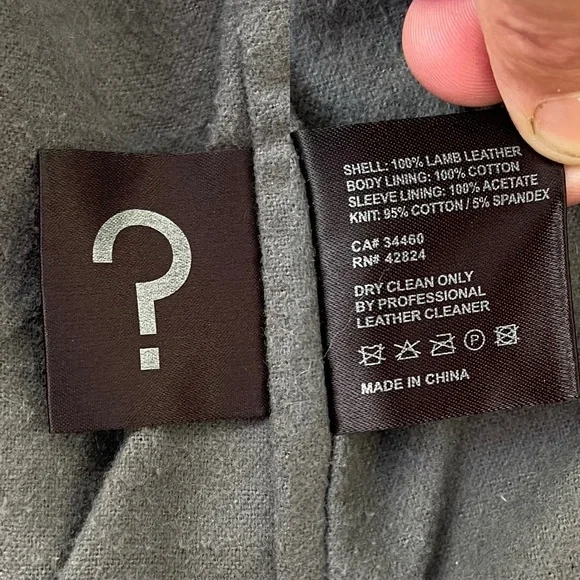 ?
SHELL: 100% LAMB LEATHER
BODY LINING: 100% COTTON
SLEEVE LINING: 100% ACETATE
KNIT: 95% COTTON / 5% SPANDEX
CA# 34460
RN# 42824
DRY CLEAN ONLY
BY PROFESSIONAL
LEATHER CLEANER
P
MADE IN CHINA